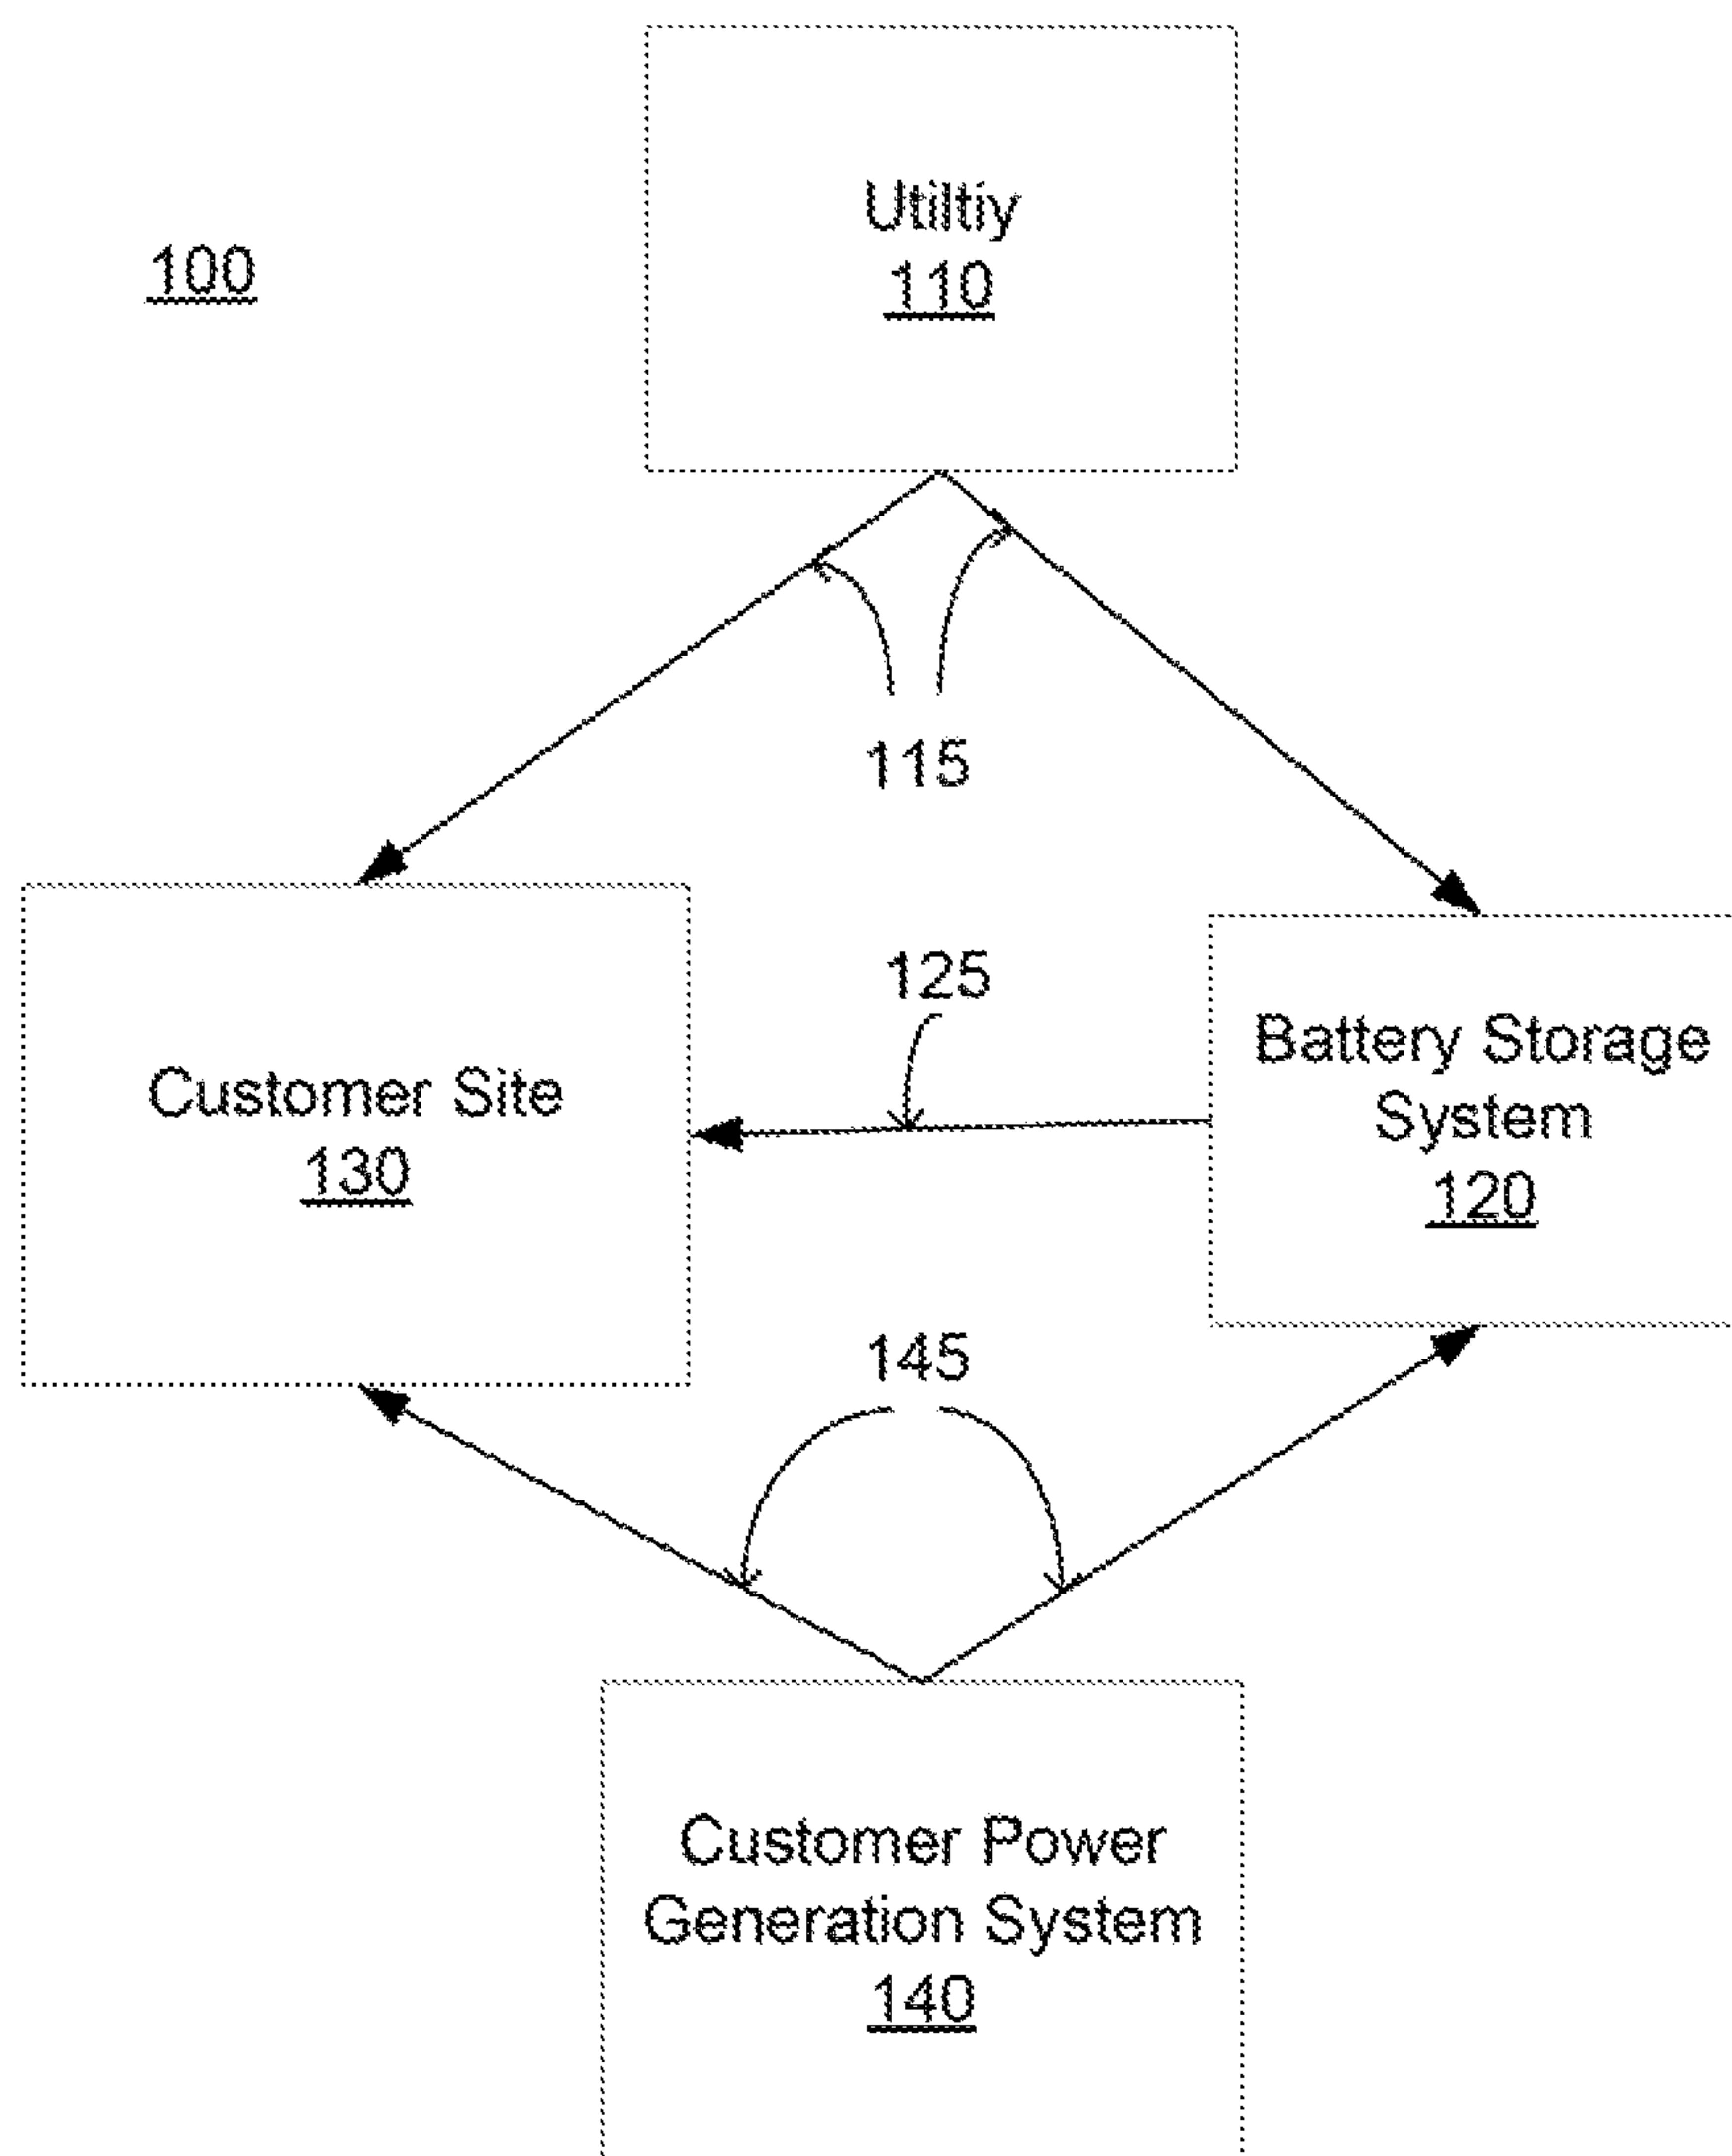 100
Utiltiy
110
115
125
Customer Site
130
Battery Storage
System
120
145
Customer Power
Generation System
140